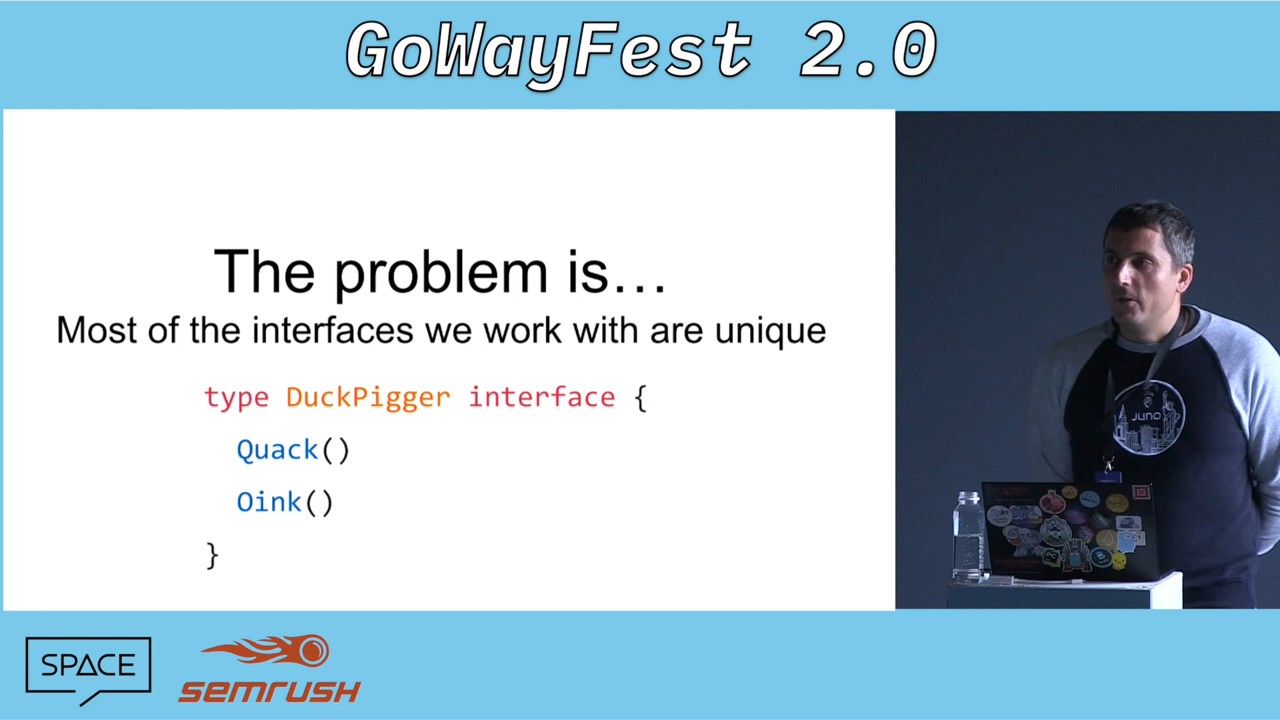 GoWayFest 2.0
The problem is…
Most of the interfaces we work with are unique
type DuckPigger interface {
Quack()
Oink()
}
JUNO
SPACE
semrush